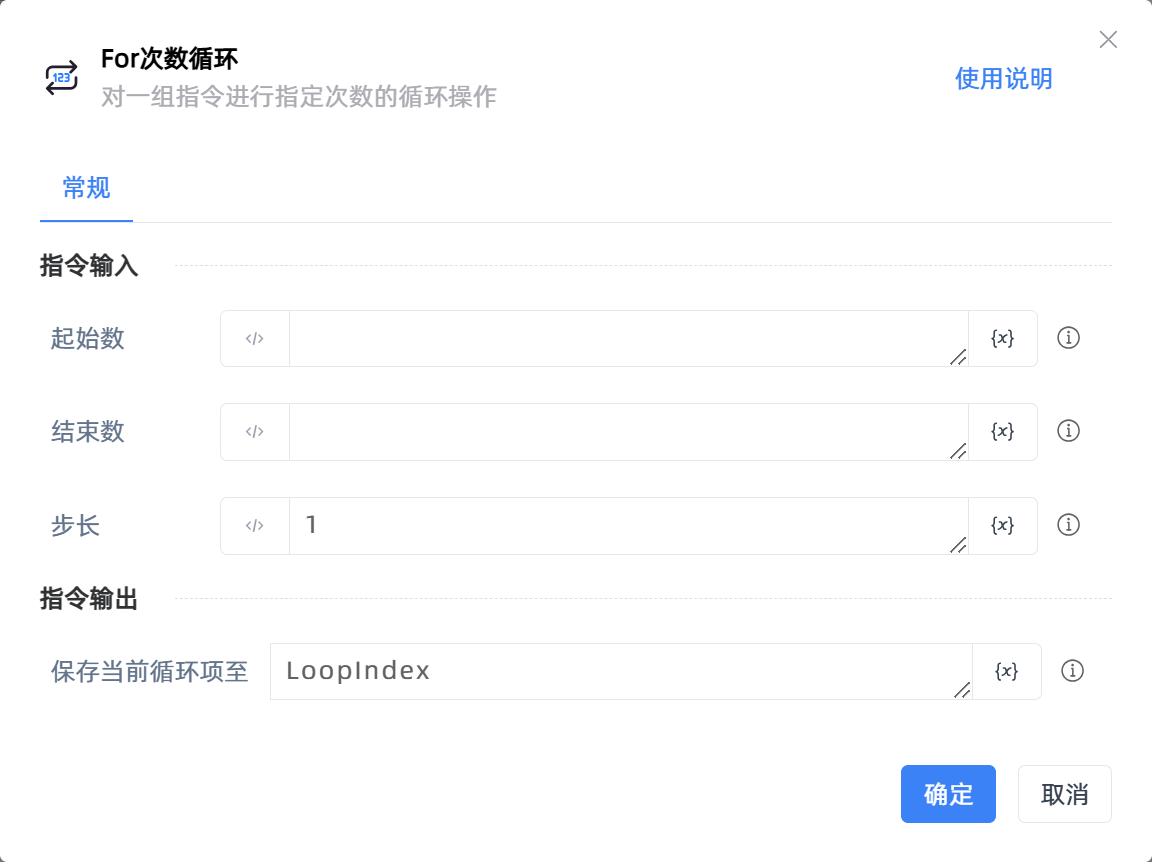 For次数循环
对一组指令进行指定次数的循环操作
使用说明
常规
指令输入
起始数
</>
{x}
结束数
</>
{x}
步长
</>
1
{x}
指令输出
保存当前循环项至
LoopIndex
{x}
确定
取消